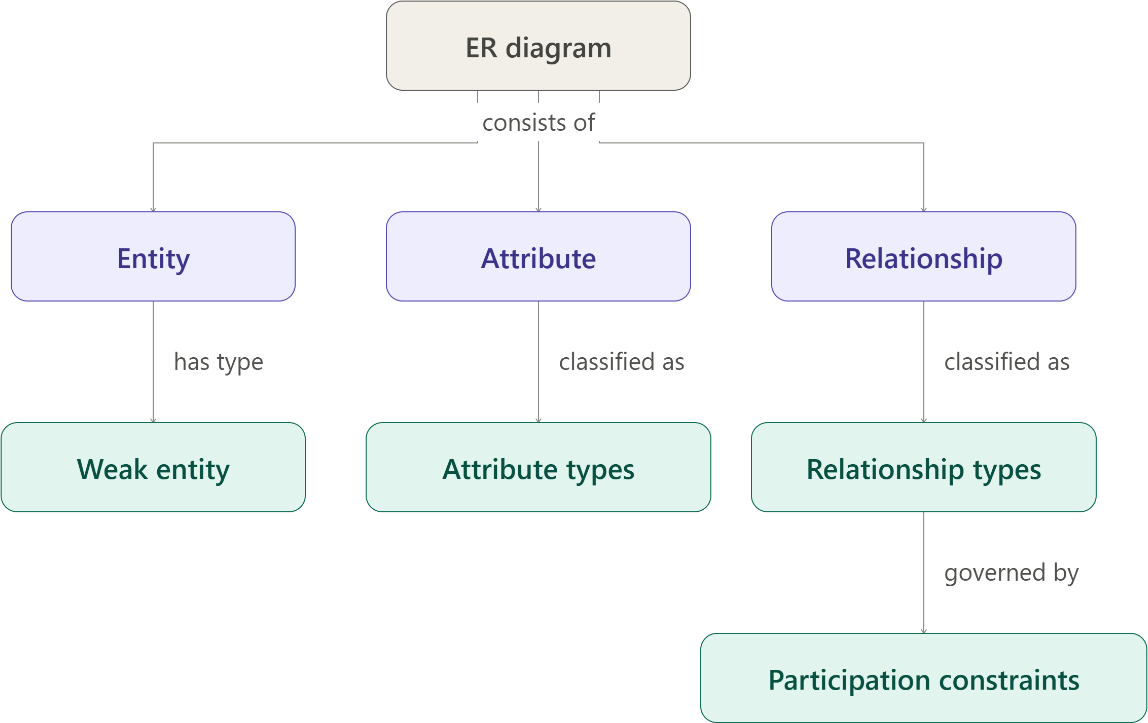 ER diagram
consists of
Entity
Attribute
Relationship
has type
classified as
classified as
Weak entity
Attribute types
Relationship types
governed by
Participation constraints